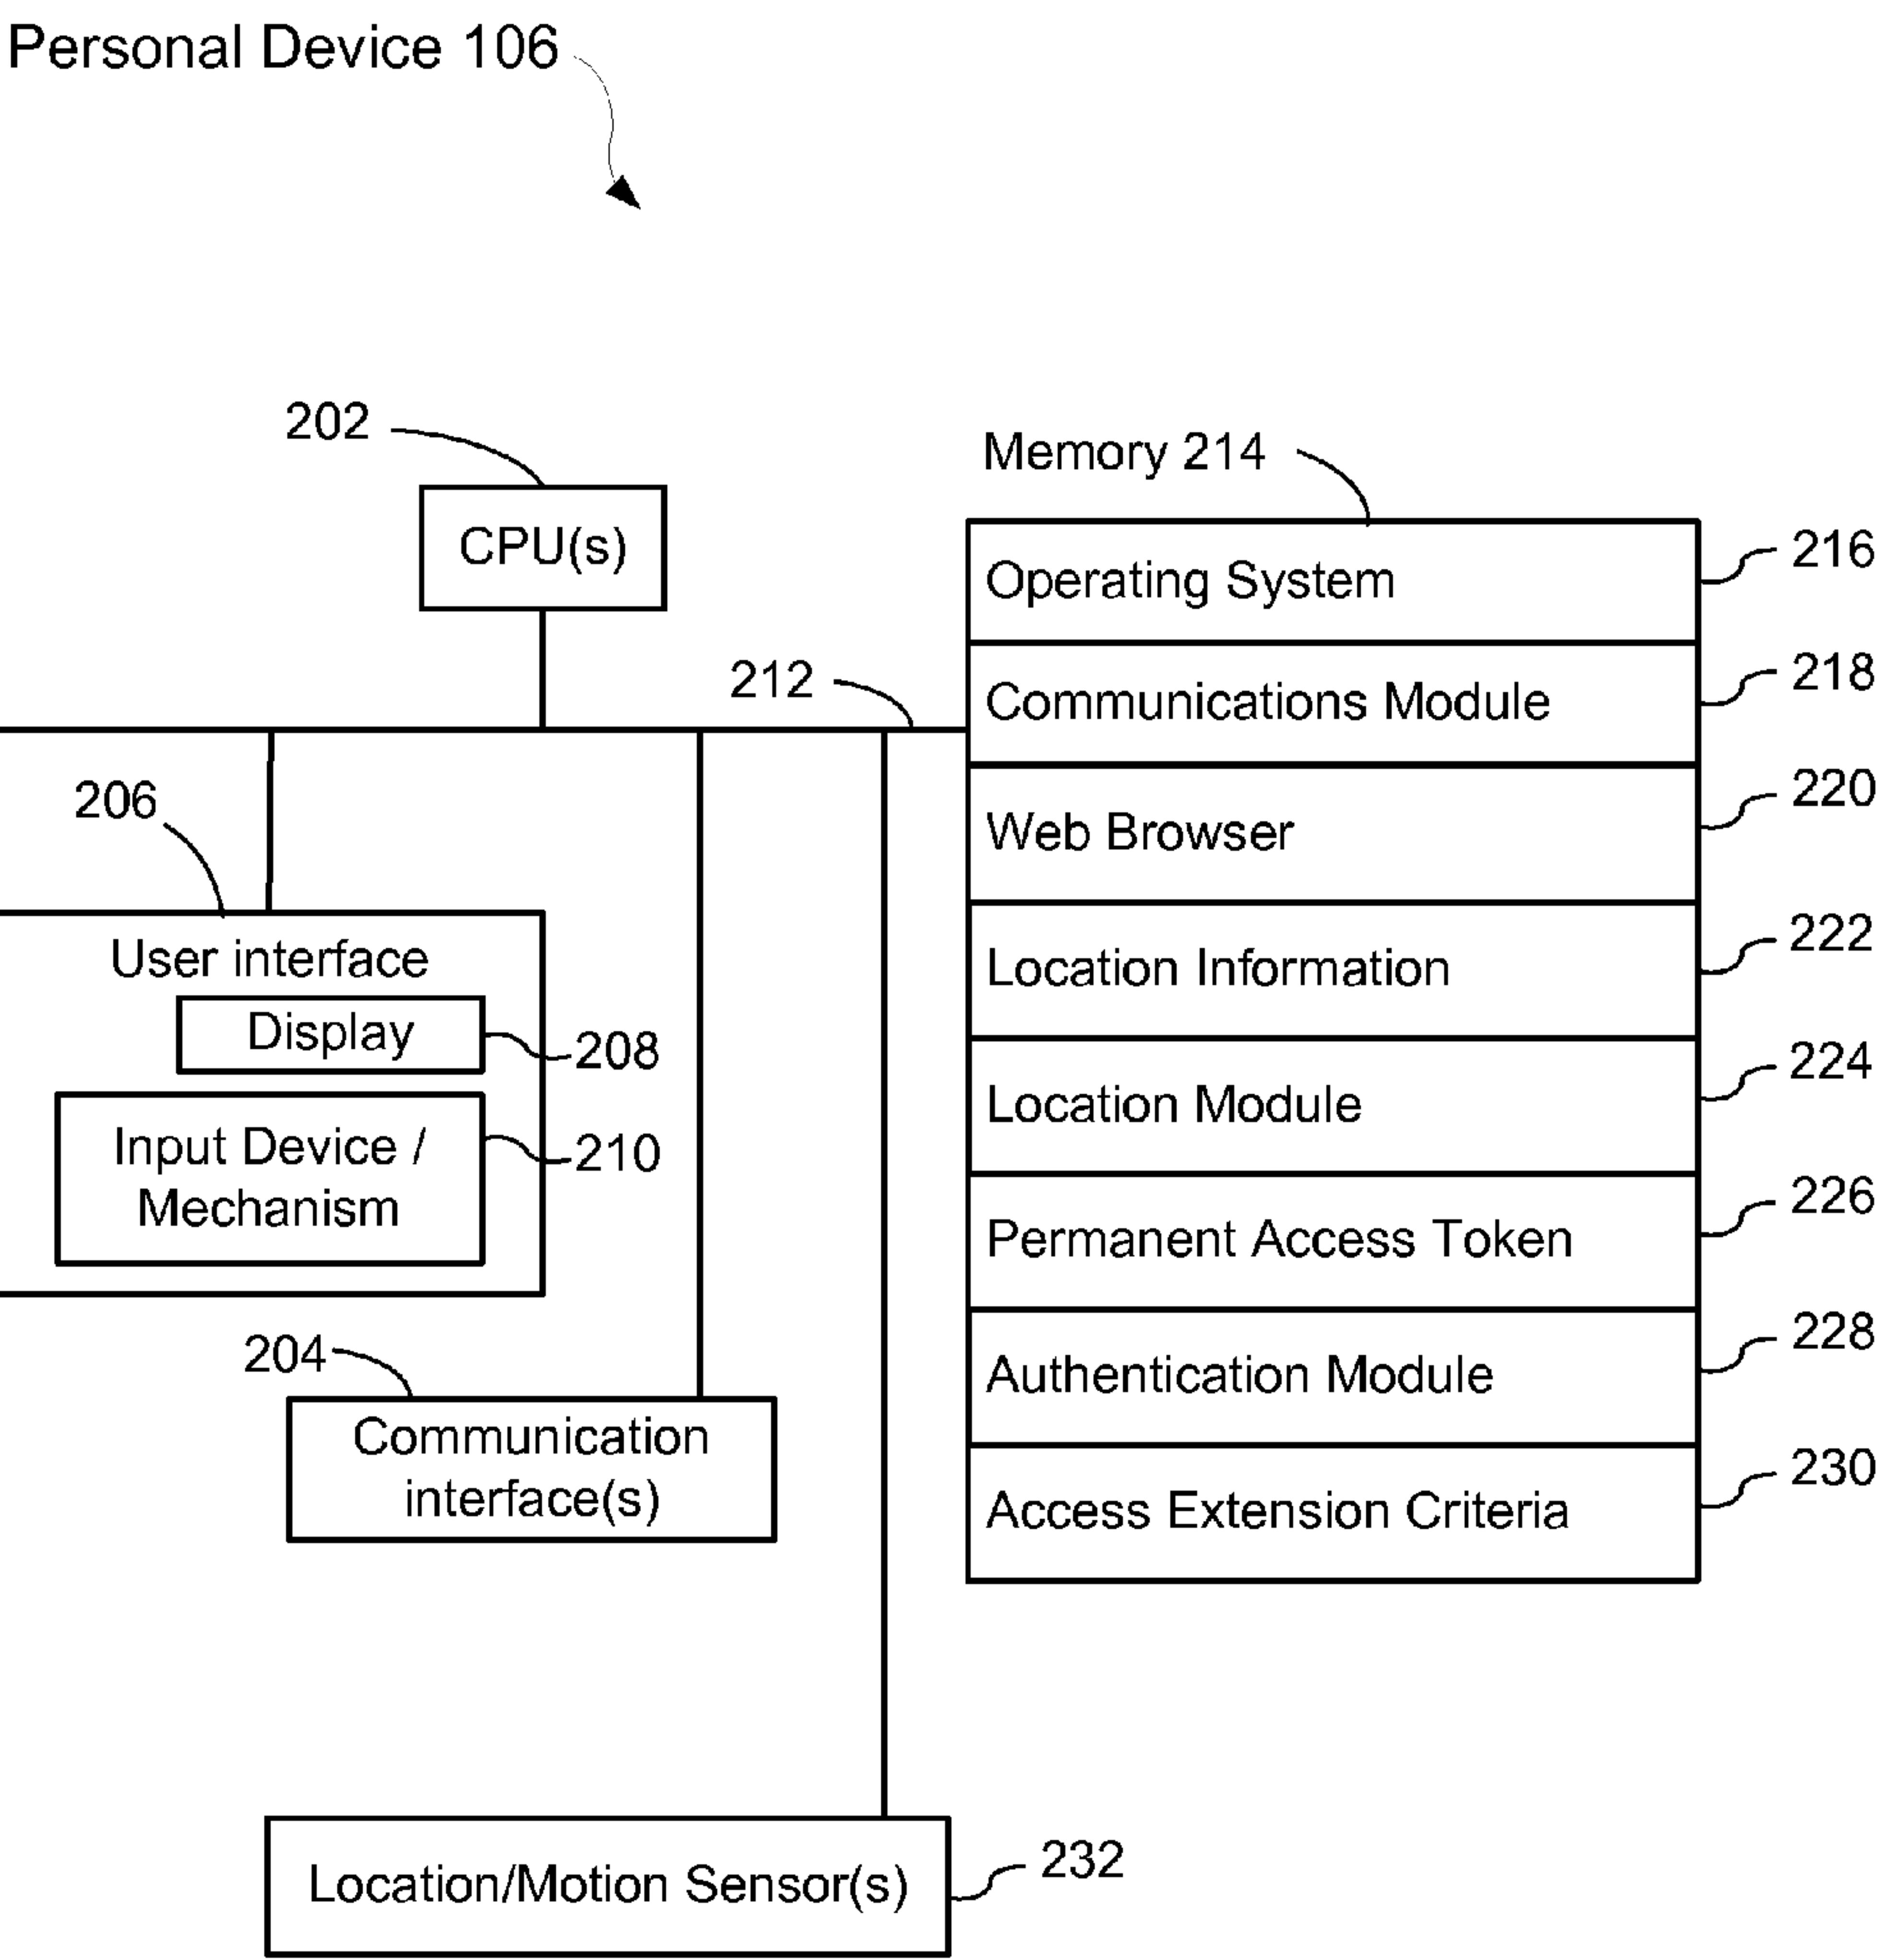 Personal Device 106
202
CPU(s)
212
206
User interface
Display
208
Input Device /
Mechanism
210
204
Communication
interface(s)
Location/Motion Sensor(s)
232
Memory 214
Operating System
216
Communications Module
218
Web Browser
220
Location Information
222
Location Module
224
Permanent Access Token
226
Authentication Module
228
Access Extension Criteria
230